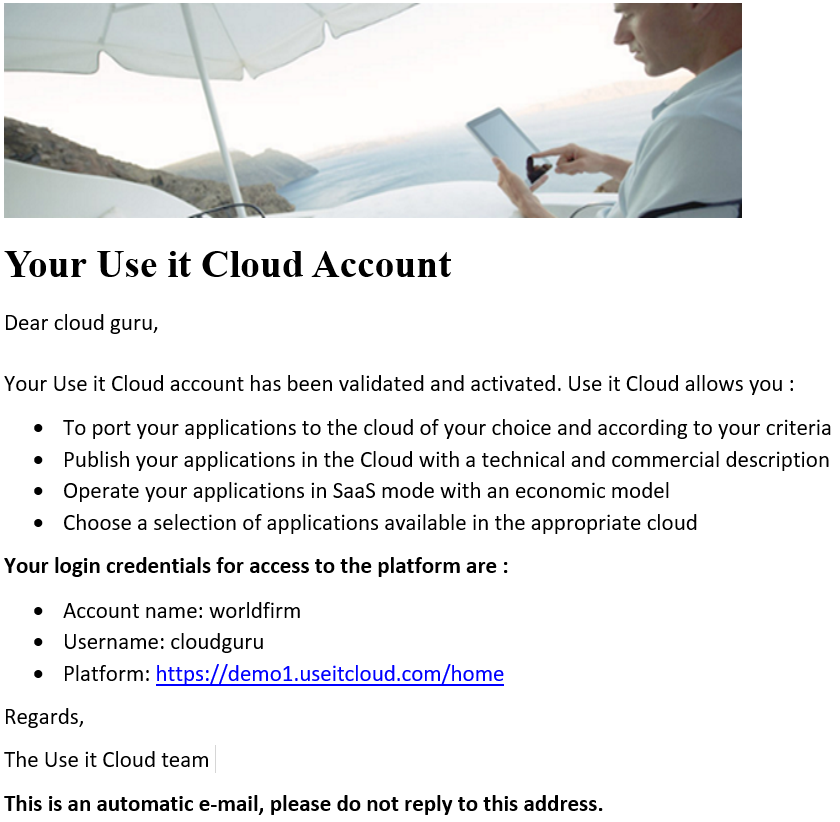 Your Use it Cloud Account
Dear cloud guru,
Your Use it Cloud account has been validated and activated. Use it Cloud allows you :
• To port your applications to the cloud of your choice and according to your criteria
• Publish your applications in the Cloud with a technical and commercial description
• Operate your applications in SaaS mode with an economic model
• Choose a selection of applications available in the appropriate cloud
Your login credentials for access to the platform are :
• Account name: worldfirm
• Username: cloudguru
• Platform: https://demo1.useitcloud.com/home
Regards,
The Use it Cloud team
This is an automatic e-mail, please do not reply to this address.